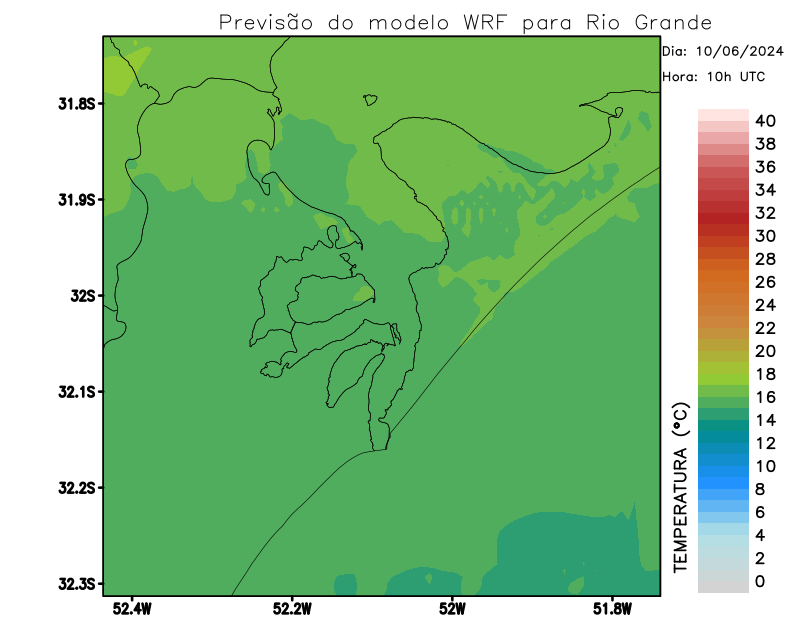 Previsão do modelo WRF para Rio Grande
Dia: 10/06/2024
Hora: 10h UTC
31.8S
31.9S
32S
32.1S
32.2S
32.3S
52.4W
52.2W
52W
51.8W
TEMPERATURA (°C)
40
38
36
34
32
30
28
26
24
22
20
18
16
14
12
10
8
6
4
2
0